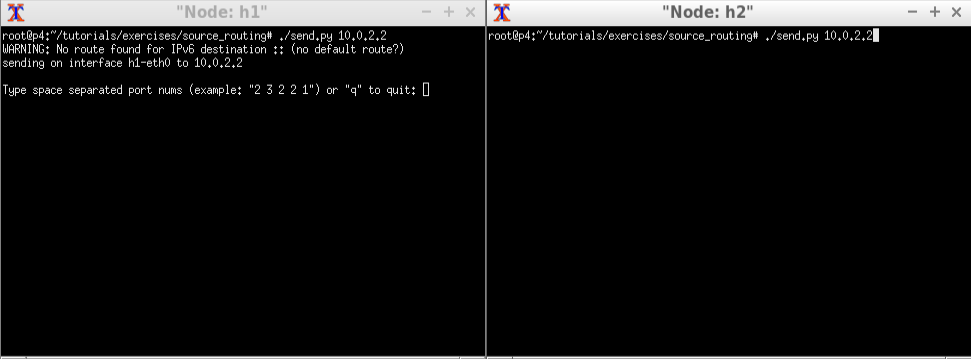 "Node: h1"
root@p4:~/tutorials/exercises/source_routing# ./send.py 10.0.2.2
WARNING: No route found for IPv6 destination :: (no default route?)
sending on interface h1-eth0 to 10.0.2.2
Type space separated port nums (example: "2 3 2 2 1") or "q" to quit:
"Node: h2"
root@p4:~/tutorials/exercises/source_routing# ./send.py 10.0.2.2